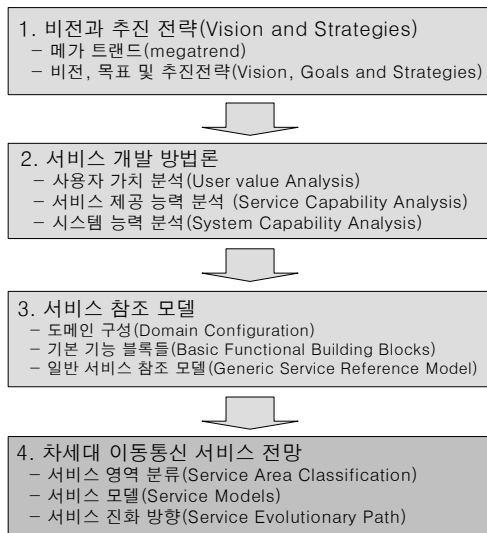 1. 비전과 추진 전략(Vision and Strategies)
– 메가 트랜드(megatrend)
– 비전, 목표 및 추진전략(Vision, Goals and Strategies)
2. 서비스 개발 방법론
– 사용자 가치 분석(User value Analysis)
– 서비스 제공 능력 분석 (Service Capability Analysis)
– 시스템 능력 분석(System Capability Analysis)
3. 서비스 참조 모델
– 도메인 구성(Domain Configuration)
– 기본 기능 블록들(Basic Functional Building Blocks)
– 일반 서비스 참조 모델(Generic Service Reference Model)
4. 차세대 이동통신 서비스 전망
– 서비스 영역 분류(Service Area Classification)
– 서비스 모델(Service Models)
– 서비스 진화 방향(Service Evolutionary Path)